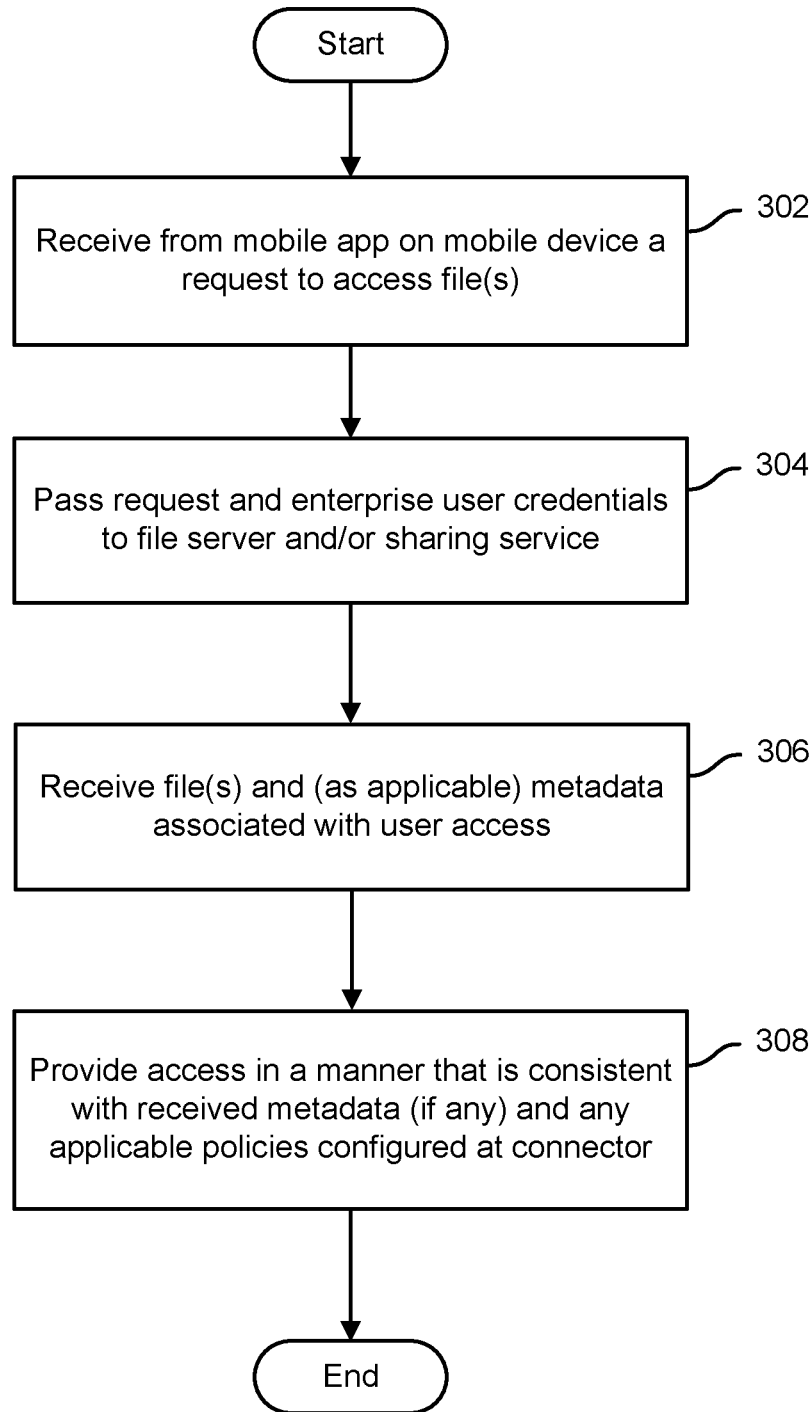 Start
302
Receive from mobile app on mobile device a
request to access file(s)
304
Pass request and enterprise user credentials
to file server and/or sharing service
306
Receive file(s) and (as applicable) metadata
associated with user access
308
Provide access in a manner that is consistent
with received metadata (if any) and any
applicable policies configured at connector
End